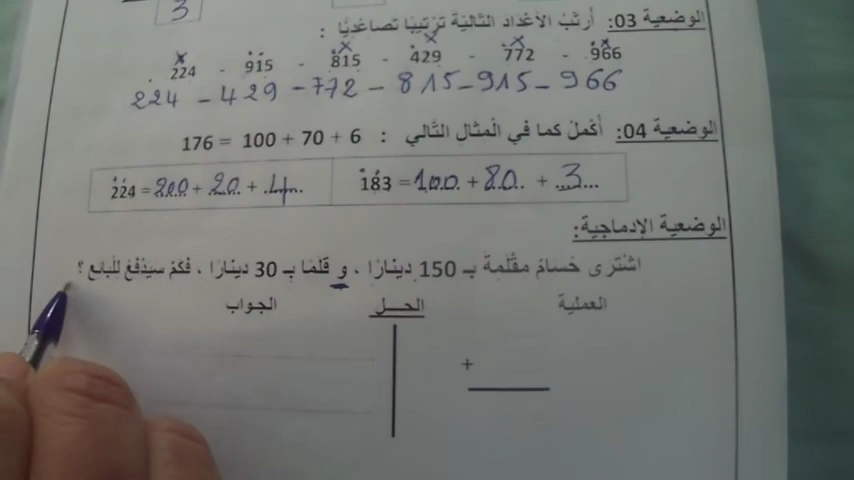 3
الوضعية 03: أرتب الأعداد التالية ترتيبا تصاعديا :
224 - 915 - 815 - 429 - 772 - 966
224 - 429 - 772 - 815 - 915 - 966
الوضعية 04: أكمل كما في المثال التالي : 176 = 100 + 70 + 6
183 = 100 + 80 + 3
224 = 200 + 20 + 4
الوضعية الإدماجية:
اشترى حسام مقلمة بـ 150 دينارا ، و قلما بـ 30 دينارا ، فكم سيدفع للبائع ؟
العملية الحـــل الجواب
+